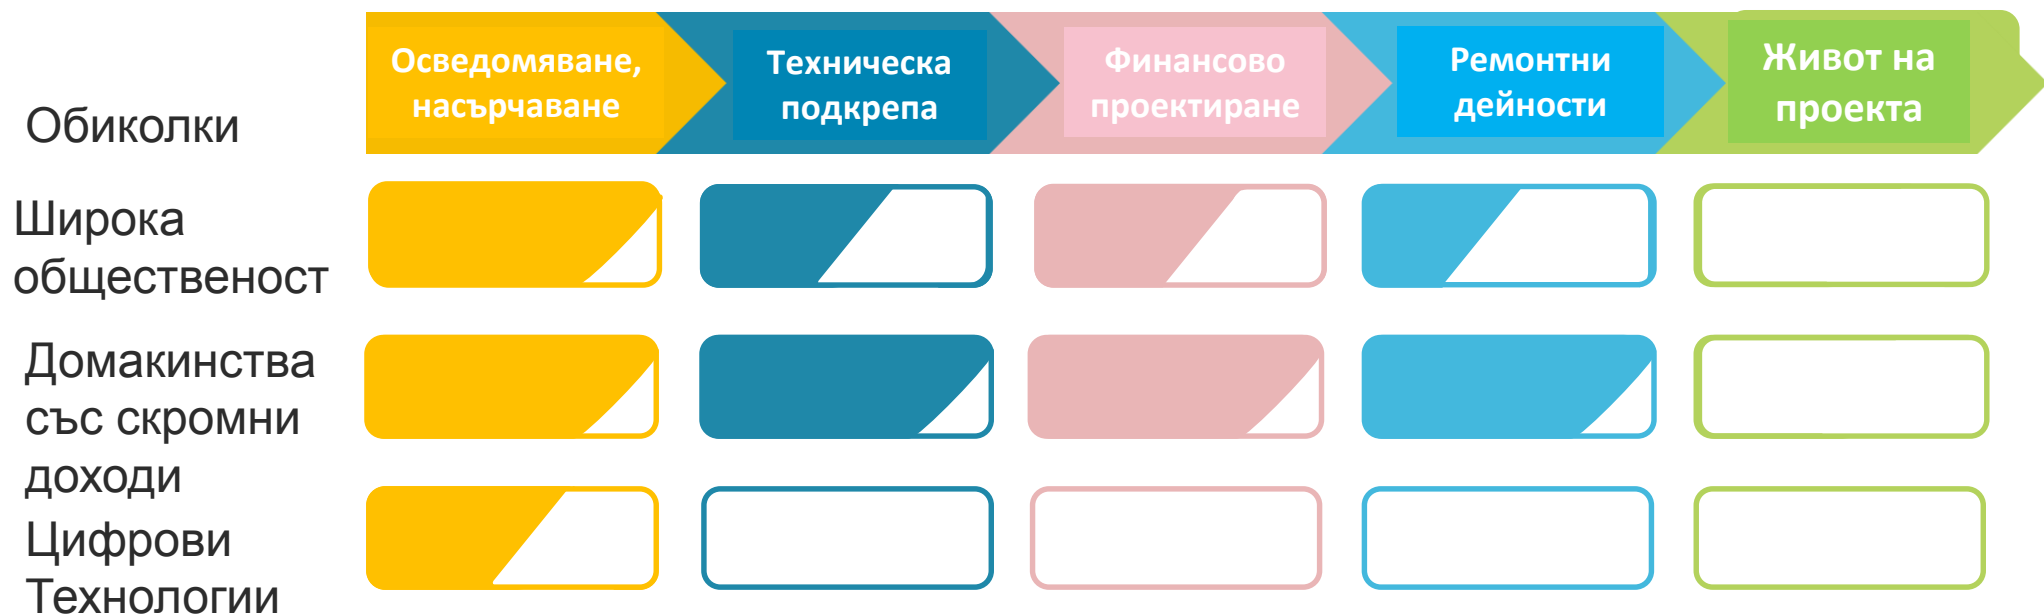 Осведомяване,
насърчаване
Техническа
подкрепа
Финансово
проектиране
Ремонтни
дейности
Живот на
проекта
Обиколки
Широка
общественост
Домакинства
със скромни
доходи
Цифрови
Технологии